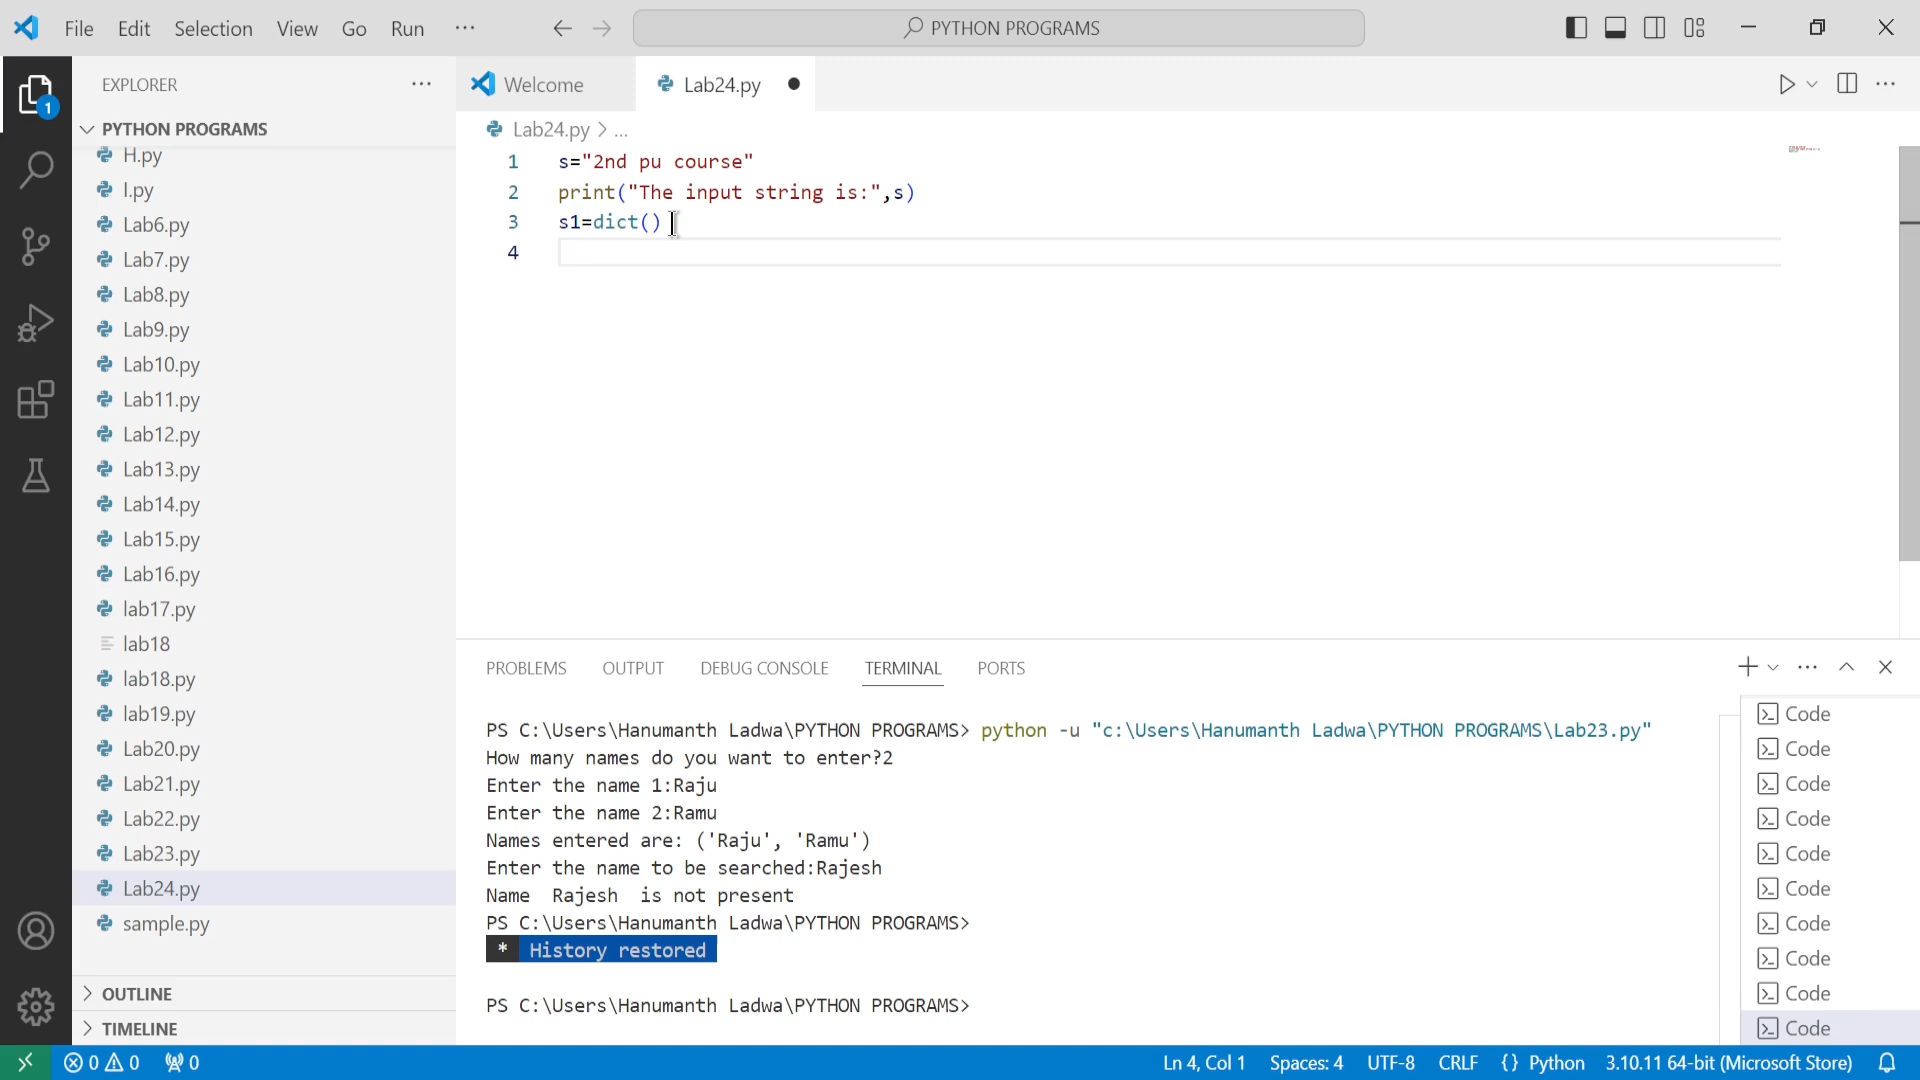 File Edit Selection View Go Run ···
PYTHON PROGRAMS
EXPLORER
···
1
PYTHON PROGRAMS
H.py
I.py
Lab6.py
Lab7.py
Lab8.py
Lab9.py
Lab10.py
Lab11.py
Lab12.py
Lab13.py
Lab14.py
Lab15.py
Lab16.py
lab17.py
lab18
lab18.py
lab19.py
Lab20.py
Lab21.py
Lab22.py
Lab23.py
Lab24.py
sample.py
OUTLINE
TIMELINE
Welcome
Lab24.py
Lab24.py > ...
1 s="2nd pu course"
2 print("The input string is:",s)
3 s1=dict()
4
PROBLEMS OUTPUT DEBUG CONSOLE TERMINAL PORTS
PS C:\Users\Hanumanth Ladwa\PYTHON PROGRAMS> python -u "c:\Users\Hanumanth Ladwa\PYTHON PROGRAMS\Lab23.py"
How many names do you want to enter?2
Enter the name 1:Raju
Enter the name 2:Ramu
Names entered are: ('Raju', 'Ramu')
Enter the name to be searched:Rajesh
Name  Rajesh  is not present
PS C:\Users\Hanumanth Ladwa\PYTHON PROGRAMS>
* History restored
PS C:\Users\Hanumanth Ladwa\PYTHON PROGRAMS>
Code
Code
Code
Code
Code
Code
Code
Code
Code
Code
0 0 0
Ln 4, Col 1 Spaces: 4 UTF-8 CRLF {} Python 3.10.11 64-bit (Microsoft Store)